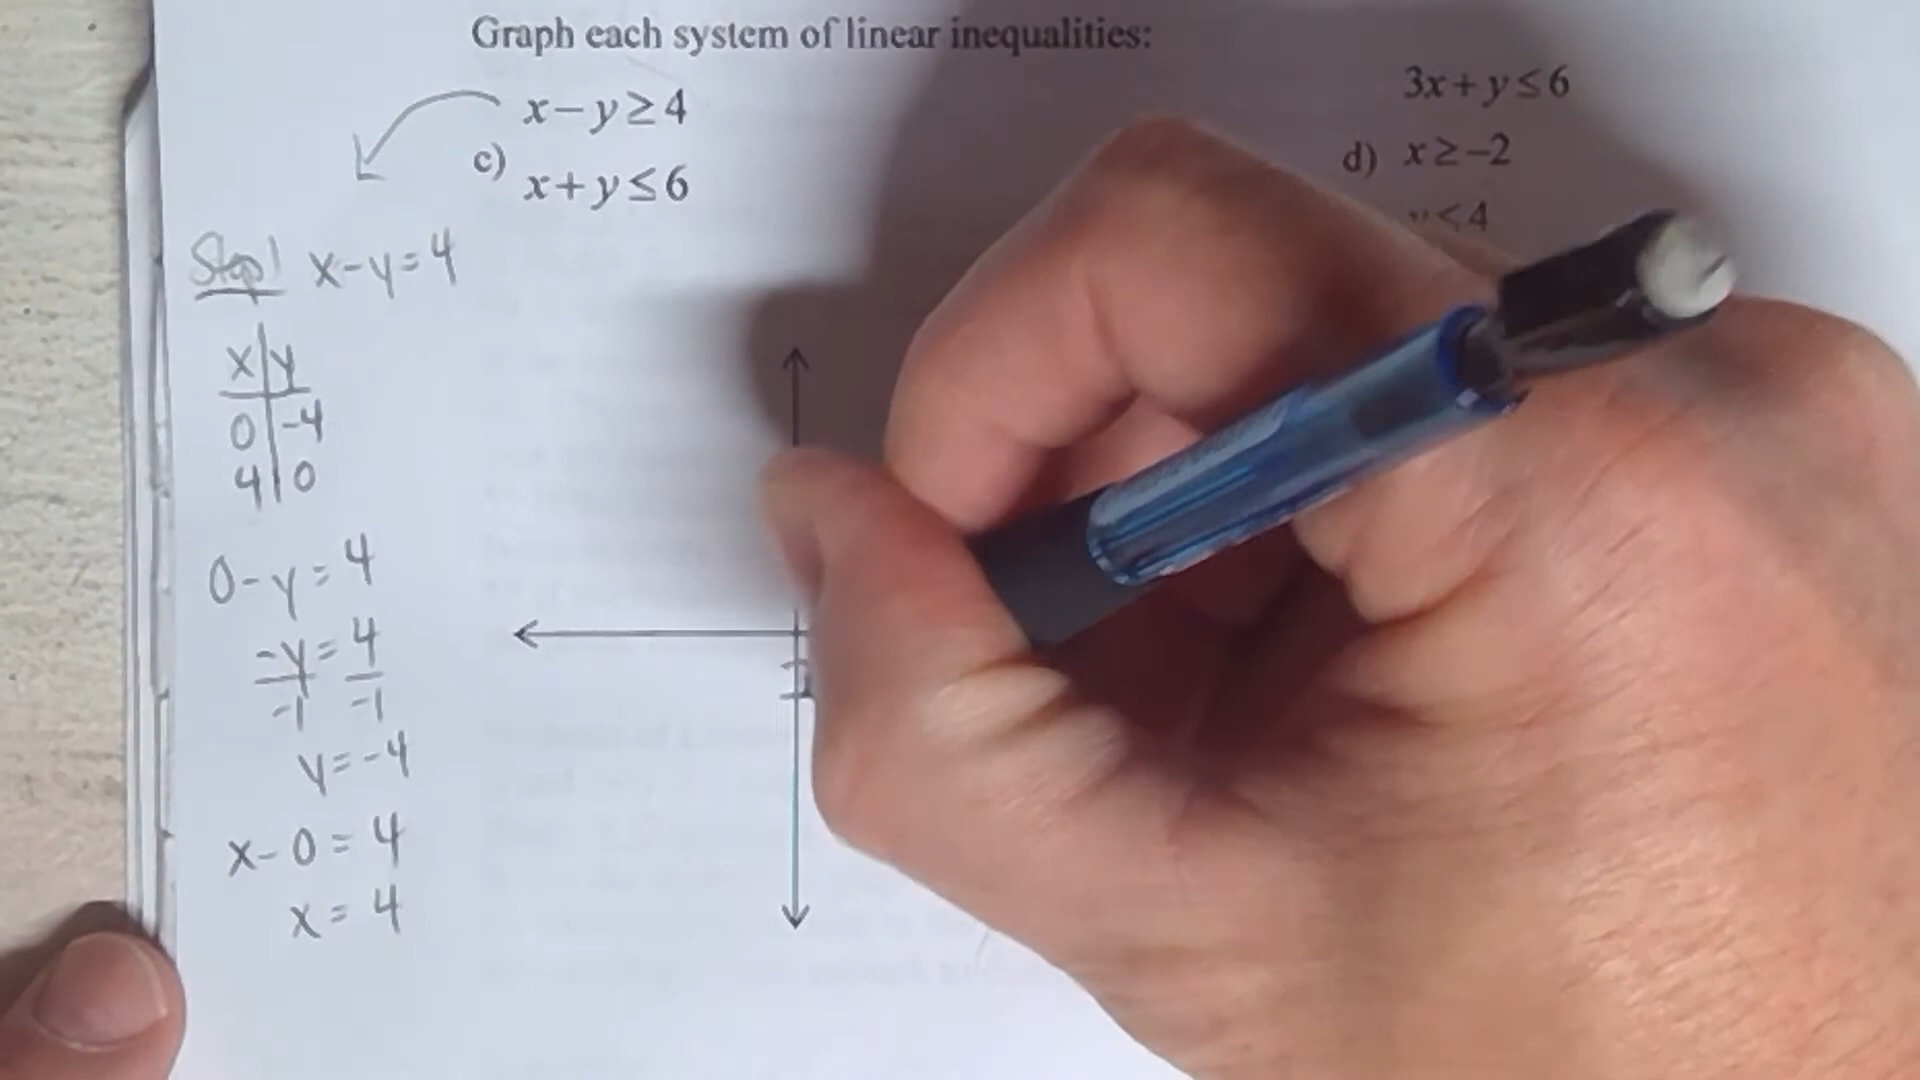 Graph each system of linear inequalities:
x-y≥4
c)
x+y≤6
3x+y≤6
d) x≥-2
<4
Step 1 x-y=4
x|y
0|-4
4|0
0-y=4
-y=4
-1 -1
y=-4
x-0=4
x=4